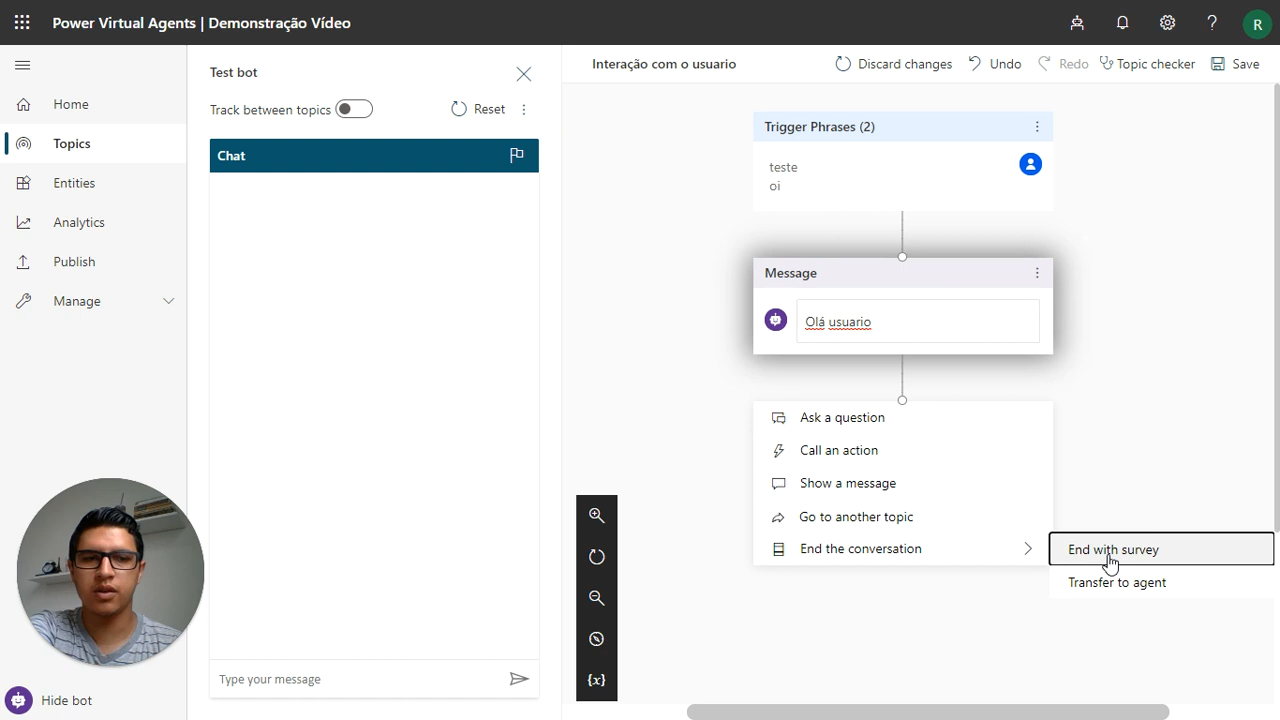 Power Virtual Agents | Demonstração Vídeo
R
Home
Topics
Entities
Analytics
Publish
Manage
Hide bot
Test bot
Track between topics
Reset
Chat
Type your message
Interação com o usuario
Discard changes
Undo
Redo
Topic checker
Save
Trigger Phrases (2)
teste
oi
Message
Olá usuario
Ask a question
Call an action
Show a message
Go to another topic
End the conversation
End with survey
Transfer to agent
{x}